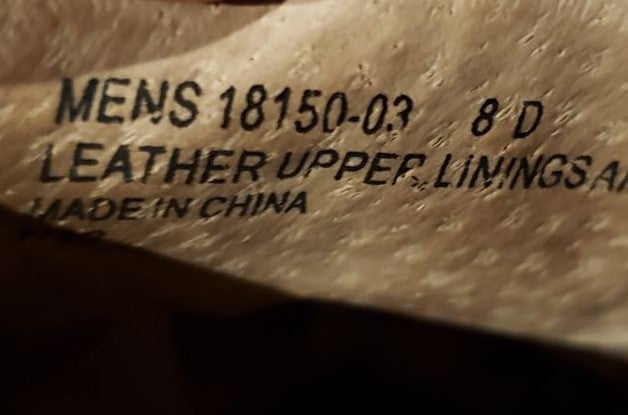 MENS 18150-03 8 D
LEATHER UPPER, LININGS
MADE IN CHINA